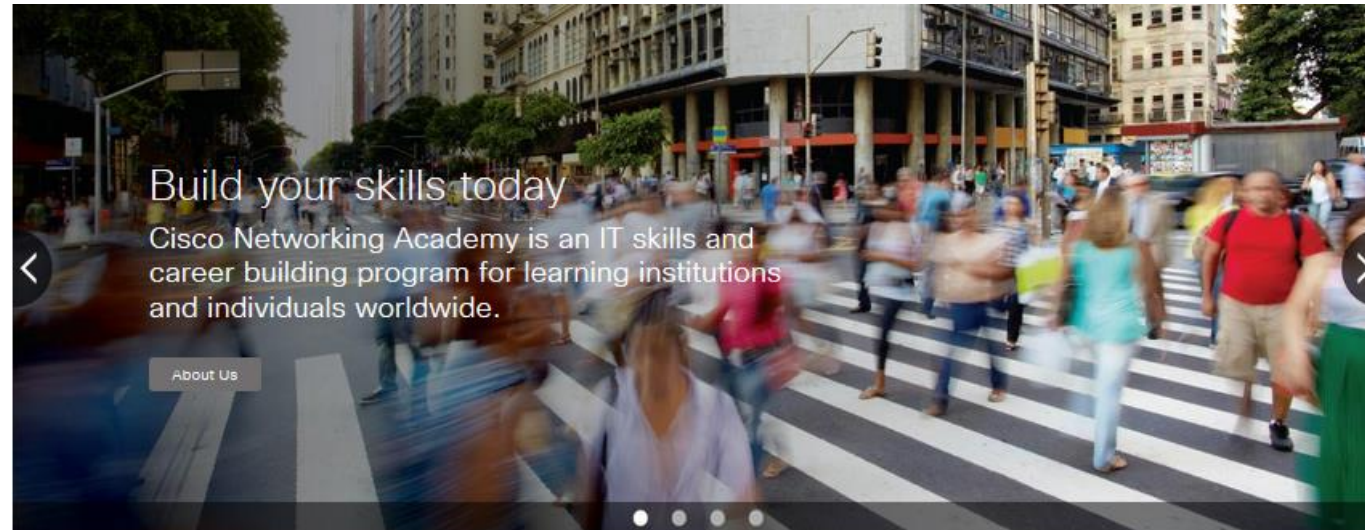 Build your skills today
Cisco Networking Academy is an IT skills and
career building program for learning institutions
and individuals worldwide.
About Us